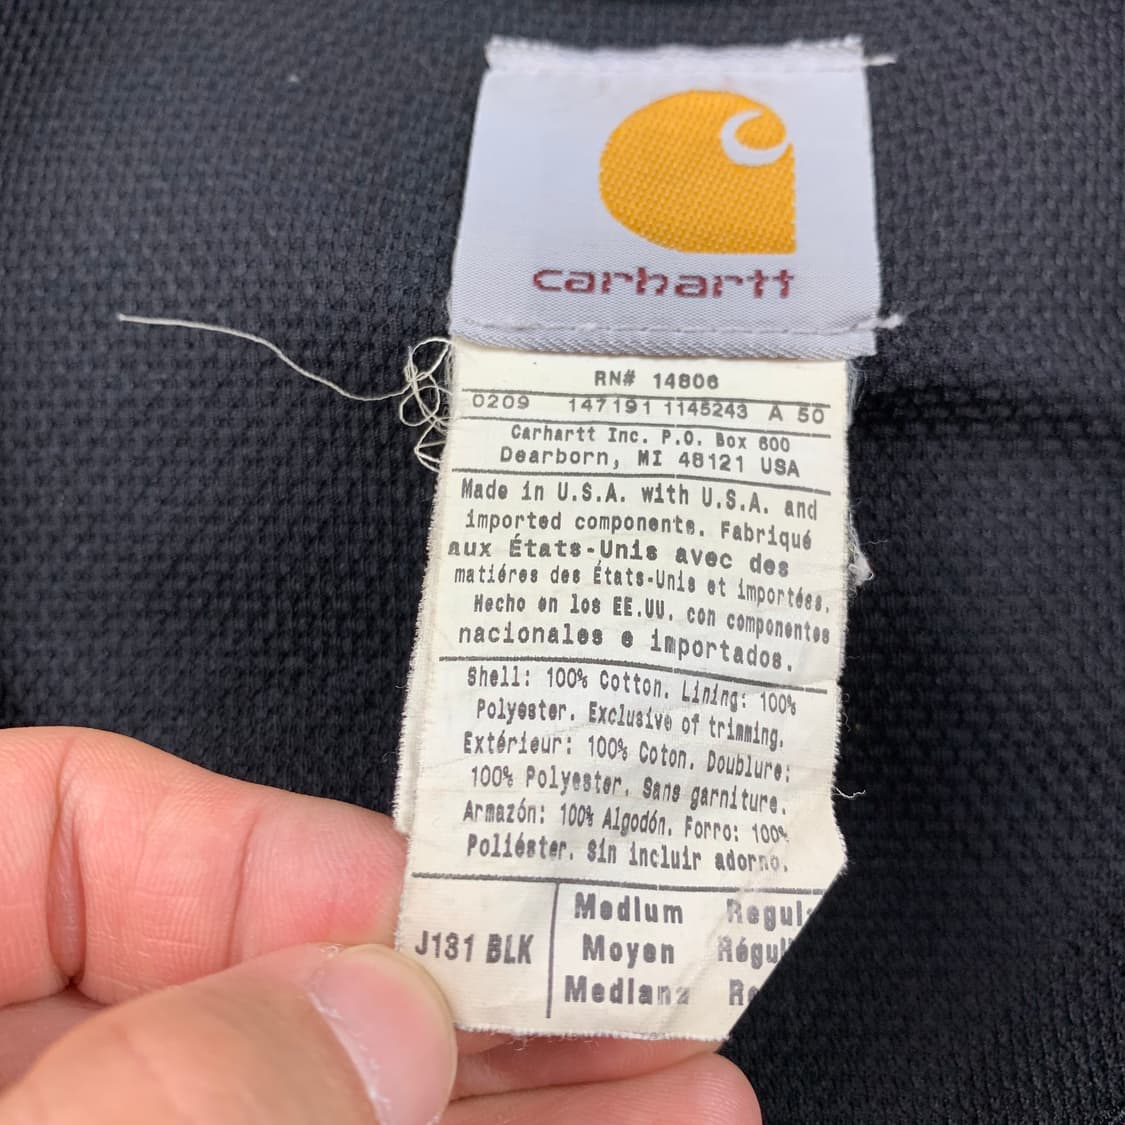 carhartt
RN# 14806
0209 147191 1145243 A 50
Carhartt Inc. P.O. Box 600
Dearborn, MI 48121 USA
Made in U.S.A. with U.S.A. and
imported components. Fabriqué
aux États-Unis avec des
matiéres des États-Unis et importées.
Hecho en los EE.UU. con componentes
nacionales e importados.
Shell: 100% Cotton. Lining: 100%
Polyester. Exclusive of trimming.
Extérieur: 100% Coton. Doublure:
100% Polyester. Sans garniture.
Armazón: 100% Algodón. Forro: 100%
Poliéster. Sin incluir adorno.
Medium
J131 BLK Moyen
Mediana